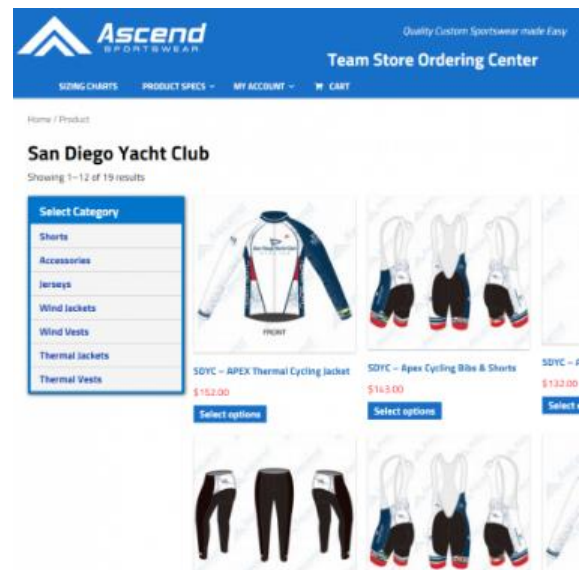 Ascend
SPORTSWEAR
Quality Custom Sportswear made Easy
Team Store Ordering Center
SIZING CHARTS PRODUCT SPECS MY ACCOUNT CART
Home / Product
San Diego Yacht Club
Showing 1–12 of 19 results
Select Category
Shorts
Accessories
Jerseys
Wind Jackets
Wind Vests
Thermal Jackets
Thermal Vests
FRONT
SDYC – APEX Thermal Cycling Jacket
$152.00
Select options
SDYC – Apex Cycling Bibs & Shorts
$143.00
Select options
SDYC –
$132.00
Select